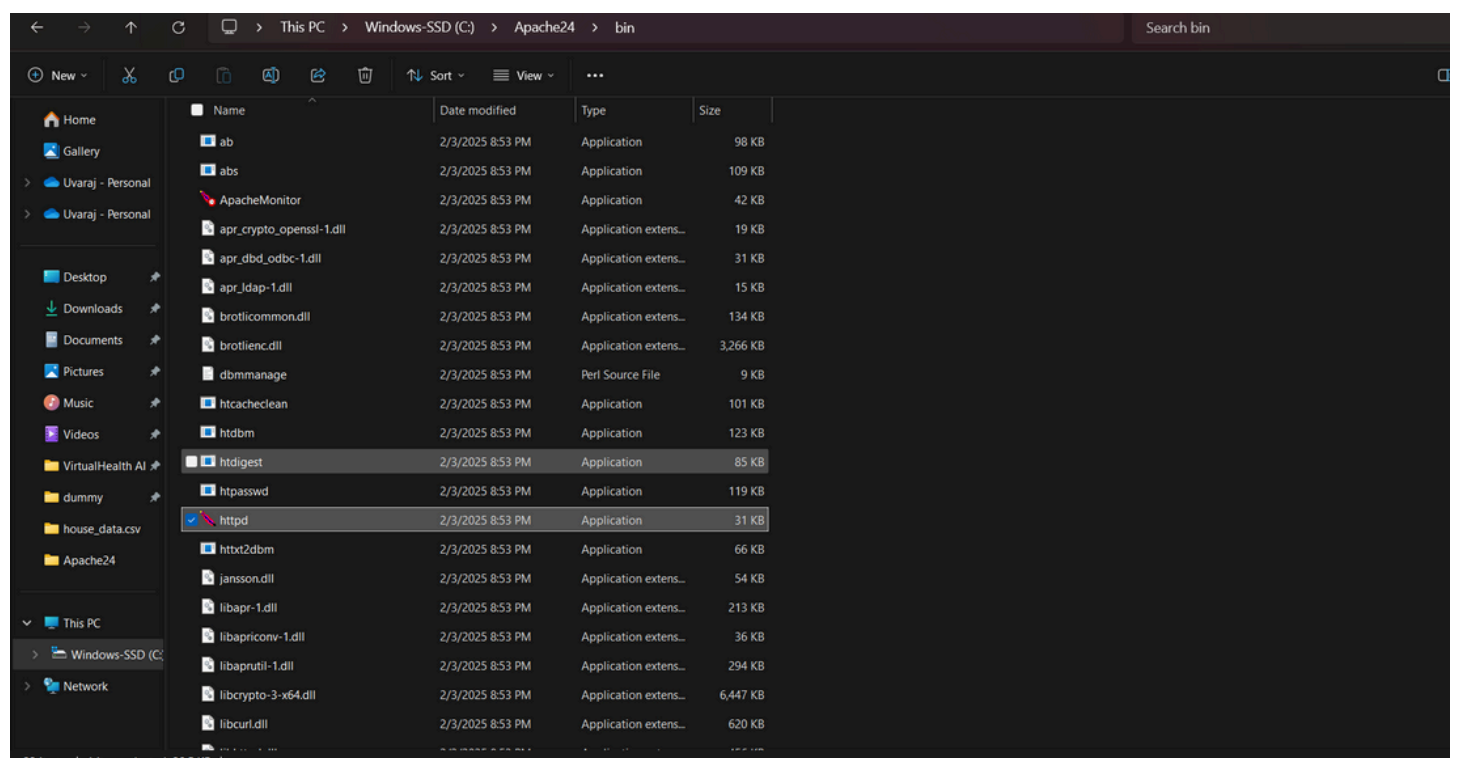 This PC > Windows-SSD (C:) > Apache24 > bin Search bin
New Sort View ...
Name Date modified Type Size
Home
ab 2/3/2025 8:53 PM Application 98 KB
Gallery
abs 2/3/2025 8:53 PM Application 109 KB
Uvaraj - Personal
ApacheMonitor 2/3/2025 8:53 PM Application 42 KB
Uvaraj - Personal
apr_crypto_openssl-1.dll 2/3/2025 8:53 PM Application extens... 19 KB
apr_dbd_odbc-1.dll 2/3/2025 8:53 PM Application extens... 31 KB
Desktop
apr_ldap-1.dll 2/3/2025 8:53 PM Application extens... 15 KB
Downloads
brotlicommon.dll 2/3/2025 8:53 PM Application extens... 134 KB
Documents
brotlienc.dll 2/3/2025 8:53 PM Application extens... 3,266 KB
Pictures
dbmmanage 2/3/2025 8:53 PM Perl Source File 9 KB
Music
htcacheclean 2/3/2025 8:53 PM Application 101 KB
Videos
htdbm 2/3/2025 8:53 PM Application 123 KB
VirtualHealth AI
htdigest 2/3/2025 8:53 PM Application 85 KB
dummy
htpasswd 2/3/2025 8:53 PM Application 119 KB
house_data.csv
httpd 2/3/2025 8:53 PM Application 31 KB
Apache24
httxt2dbm 2/3/2025 8:53 PM Application 66 KB
jansson.dll 2/3/2025 8:53 PM Application extens... 54 KB
This PC
libapr-1.dll 2/3/2025 8:53 PM Application extens... 213 KB
libapriconv-1.dll 2/3/2025 8:53 PM Application extens... 36 KB
Windows-SSD (C:
libaprutil-1.dll 2/3/2025 8:53 PM Application extens... 294 KB
Network
libcrypto-3-x64.dll 2/3/2025 8:53 PM Application extens... 6,447 KB
libcurl.dll 2/3/2025 8:53 PM Application extens... 620 KB